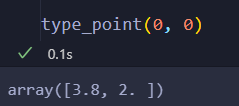 type_point(0, 0)
0.1s
array([3.8, 2. ])